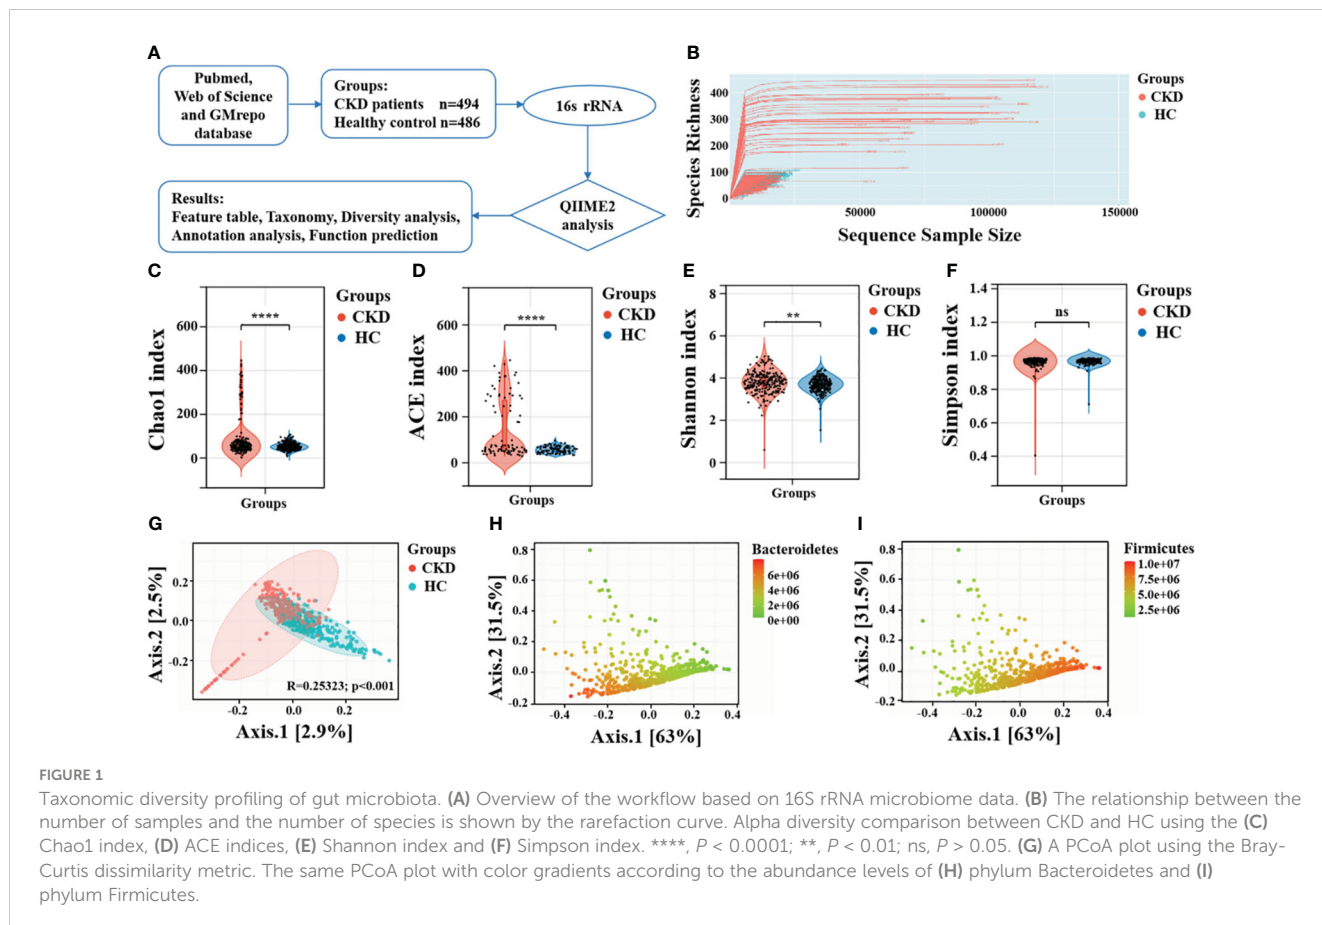 A
Pubmed,
Web of Science
and GMrepo
database
Groups:
CKD patients n=494
Healthy control n=486
16s rRNA
QIIME2
analysis
Results:
Feature table, Taxonomy, Diversity analysis,
Annotation analysis, Function prediction
B
Species Richness
400
300
200
100
0
50000
100000
150000
Sequence Sample Size
Groups
CKD
HC
C
Chao1 index
600
400
200
0
****
Groups
Groups
CKD
HC
D
ACE index
600
400
200
0
****
Groups
Groups
CKD
HC
E
Shannon index
8
6
4
2
0
**
Groups
Groups
CKD
HC
F
Simpson index
1.4
1.2
1.0
0.8
0.6
0.4
ns
Groups
Groups
CKD
HC
G
Axis.2 [2.5%]
0.2
0.0
-0.2
R=0.25323; p<0.001
-0.2
0.0
0.2
Axis.1 [2.9%]
Groups
CKD
HC
H
Axis.2 [31.5%]
0.8
0.6
0.4
0.2
0.0
-0.2
-0.4
-0.2
0.0
0.2
0.4
Axis.1 [63%]
Bacteroidetes
6e+06
4e+06
2e+06
0e+00
I
Axis.2 [31.5%]
0.8
0.6
0.4
0.2
0.0
-0.2
-0.4
-0.2
0.0
0.2
0.4
Axis.1 [63%]
Firmicutes
1.0e+07
7.5e+06
5.0e+06
2.5e+06
FIGURE 1
Taxonomic diversity profiling of gut microbiota. (A) Overview of the workflow based on 16S rRNA microbiome data. (B) The relationship between the
number of samples and the number of species is shown by the rarefaction curve. Alpha diversity comparison between CKD and HC using the (C)
Chao1 index, (D) ACE indices, (E) Shannon index and (F) Simpson index. ****, P < 0.0001; **, P < 0.01; ns, P > 0.05. (G) A PCoA plot using the Bray-
Curtis dissimilarity metric. The same PCoA plot with color gradients according to the abundance levels of (H) phylum Bacteroidetes and (I)
phylum Firmicutes.